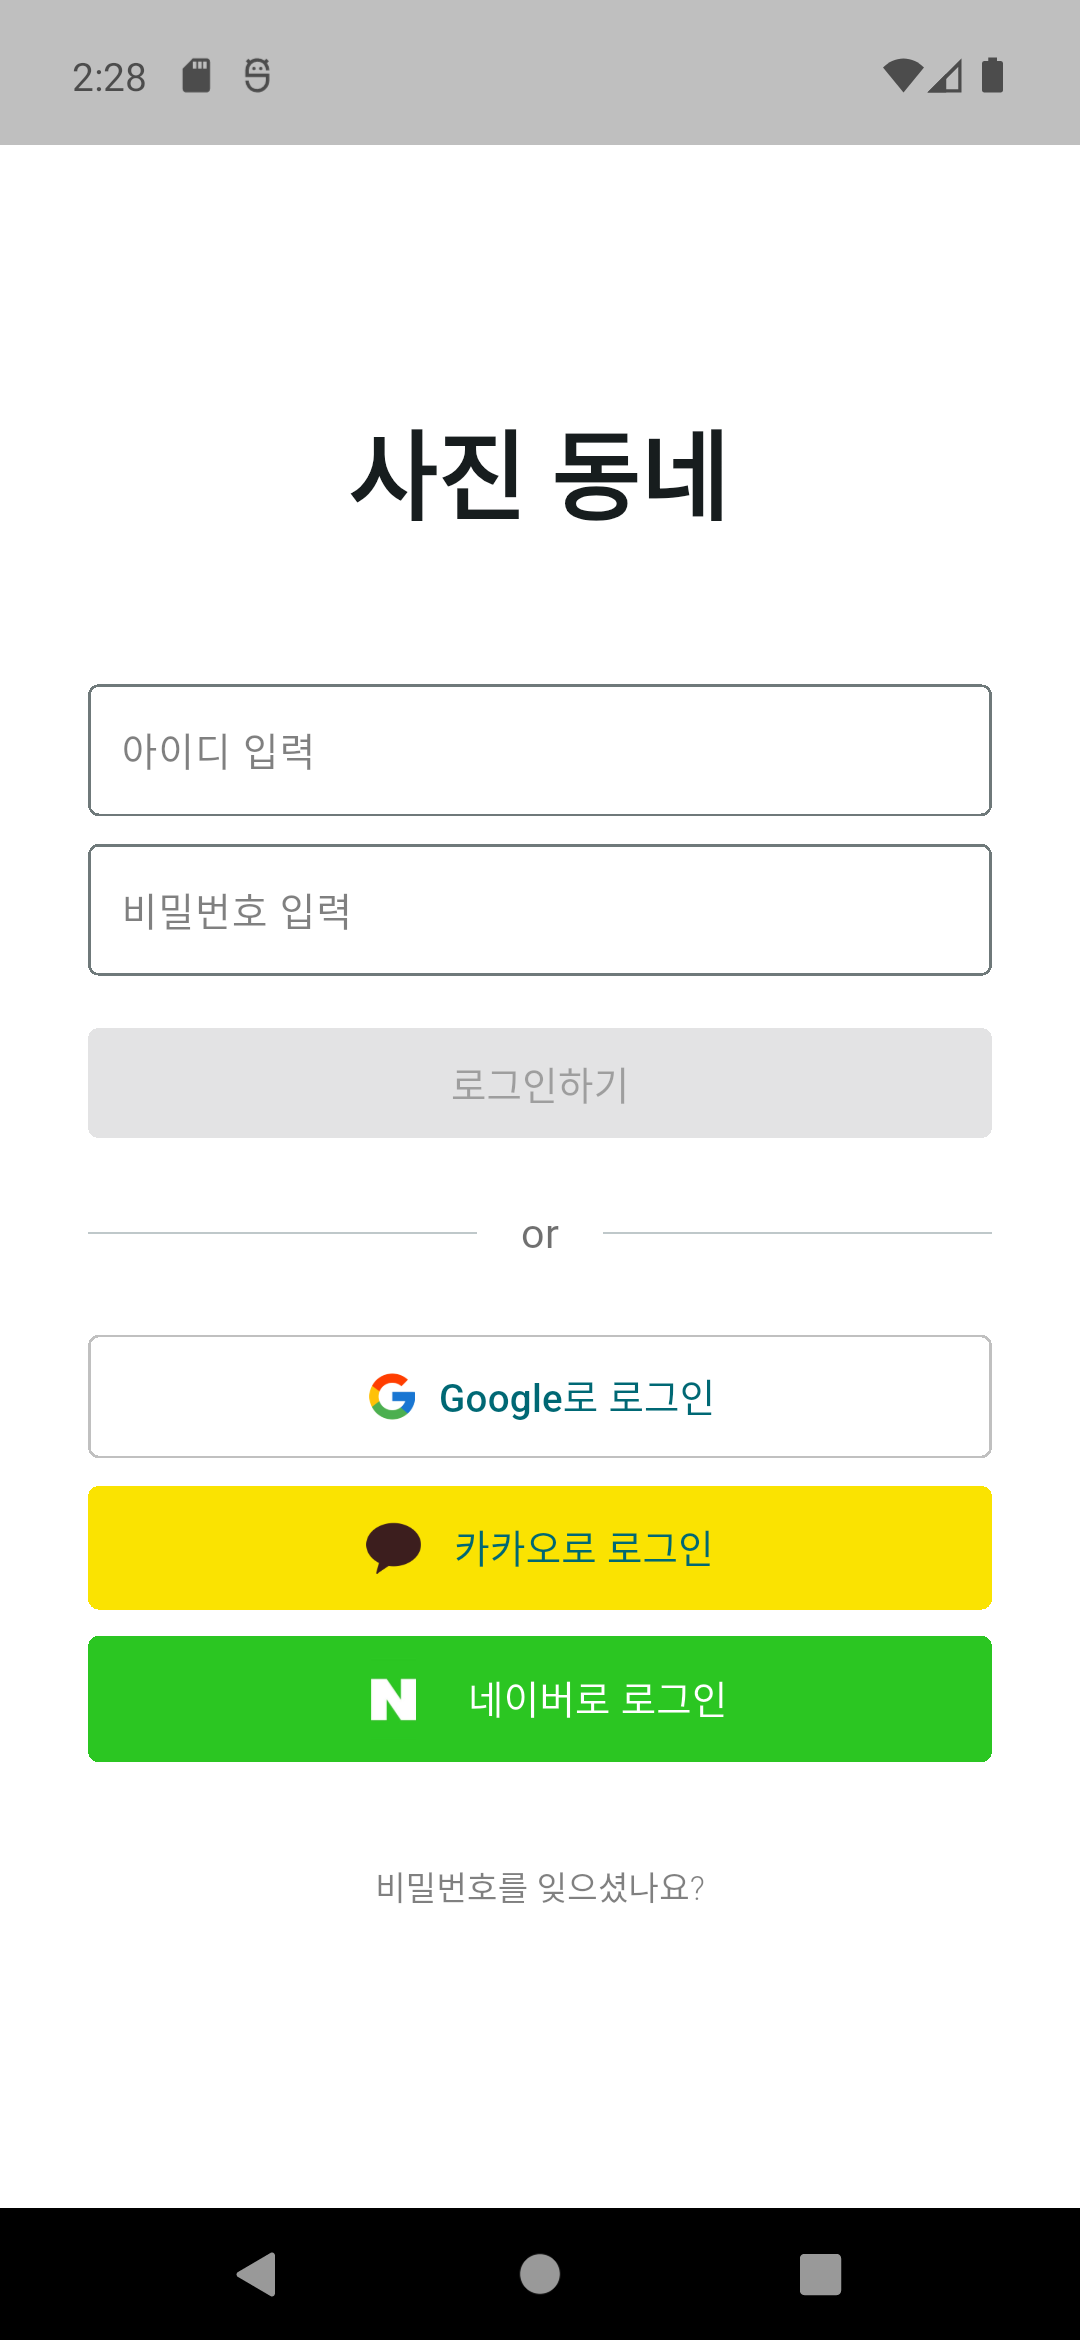 2:28
사진 동네
아이디 입력
비밀번호 입력
로그인하기
or
Google로 로그인
카카오로 로그인
네이버로 로그인
비밀번호를 잊으셨나요?